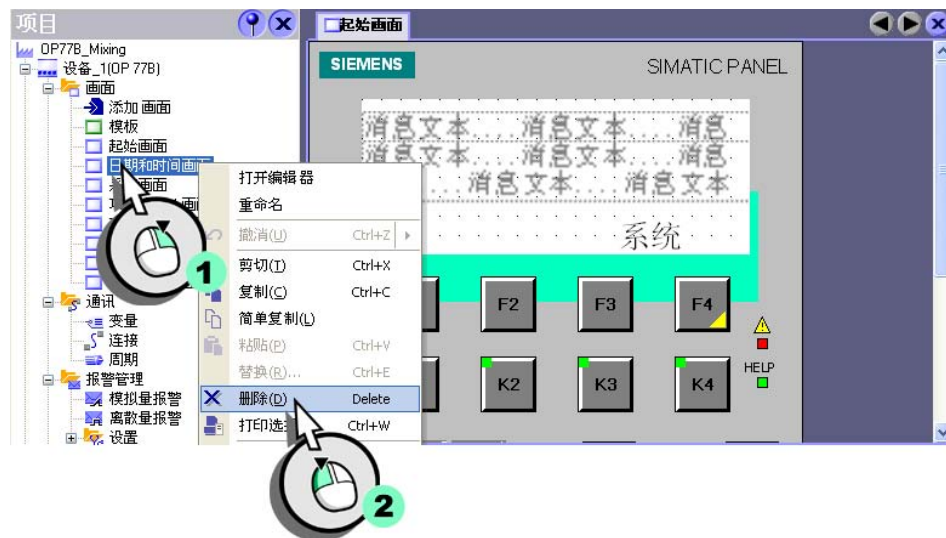 项目
起始画面
OP77B_Mixing
设备_1(OP 77B)
画面
添加 画面
模板
起始画面
日期和时间画面
画面
通讯
变量
连接
周期
报警管理
模拟量报警
离散量报警
设置
打开编辑器
重命名
撤消(U) Ctrl+Z
剪切(T) Ctrl+X
复制(C) Ctrl+C
简单复制(L)
粘贴(P) Ctrl+V
替换(R)... Ctrl+E
删除(D) Delete
打印选 Ctrl+W
1
2
SIEMENS
SIMATIC PANEL
消息文本....消息文本....消息
消息文本....消息文本....消息
....消息文本....消息文本
系统
F2
F3
F4
K2
K3
K4
HELP